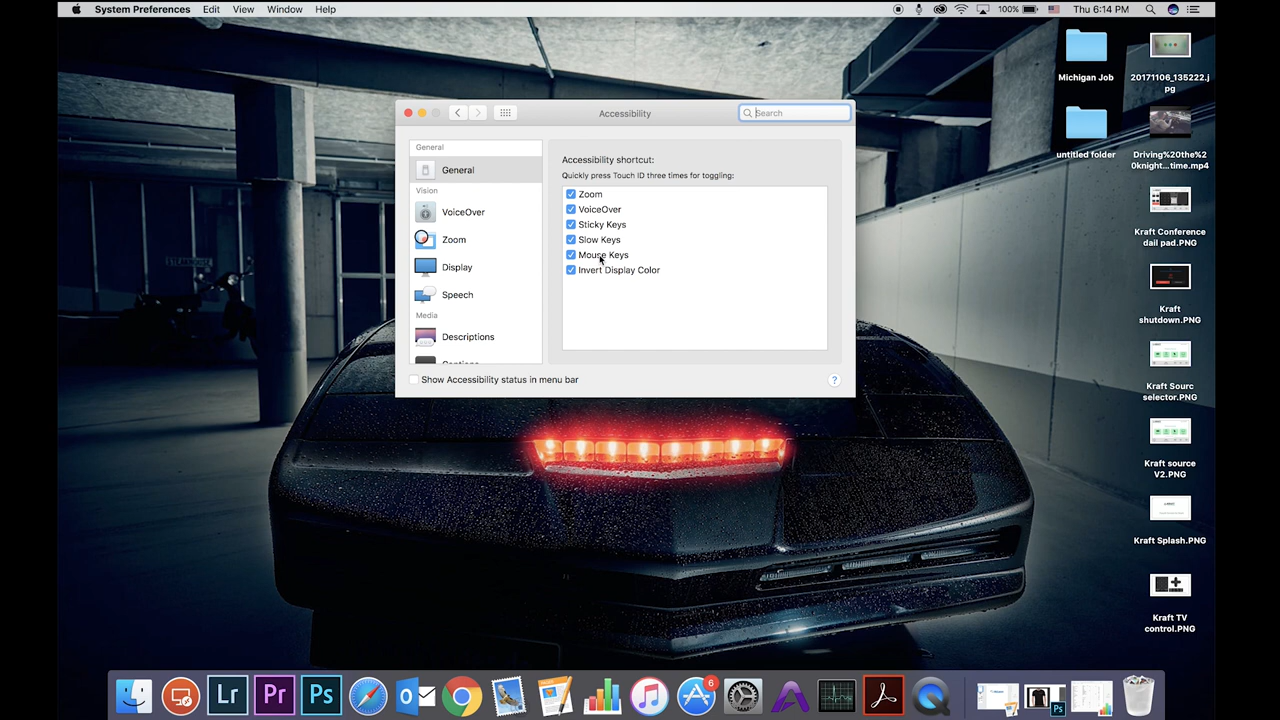 System Preferences Edit View Window Help
100% Thu 6:14 PM
Accessibility
Search
General
General
Vision
VoiceOver
Zoom
Display
Speech
Media
Descriptions
Captions
Accessibility shortcut:
Quickly press Touch ID three times for toggling:
Zoom
VoiceOver
Sticky Keys
Slow Keys
Mouse Keys
Invert Display Color
Show Accessibility status in menu bar
?
Michigan Job
untitled folder
20171106_135222.j
pg
Driving%20the%2
0knight...time.mp4
Kraft Conference
dail pad.PNG
Kraft
shutdown.PNG
Kraft Sourc
selector.PNG
Kraft source
V2.PNG
Kraft Splash.PNG
Kraft TV
control.PNG
STEAKHOUSE
Lr
Pr
Ps
6
Ps